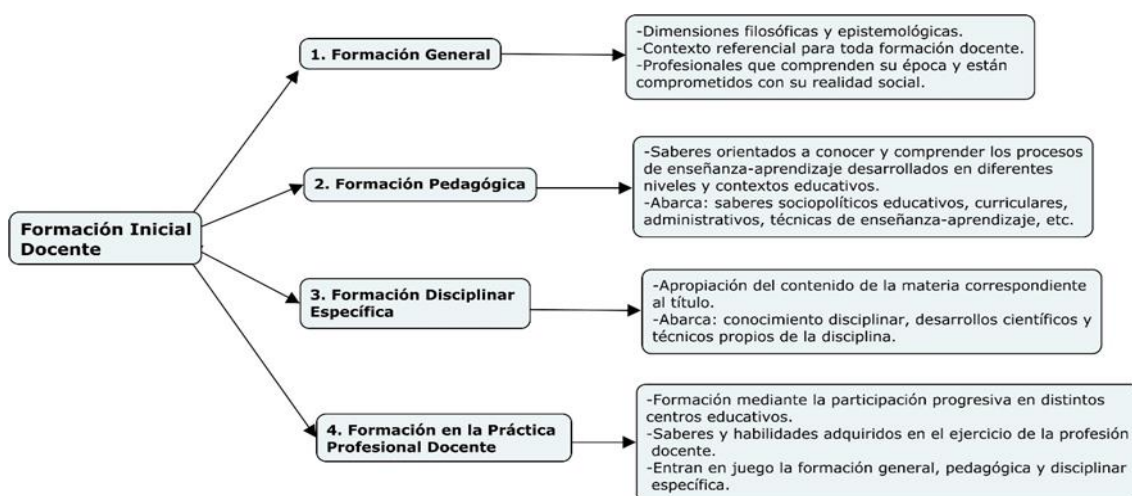 Formación Inicial
Docente
1. Formación General
-Dimensiones filosóficas y epistemológicas.
-Contexto referencial para toda formación docente.
-Profesionales que comprenden su época y están
comprometidos con su realidad social.
2. Formación Pedagógica
-Saberes orientados a conocer y comprender los procesos
de enseñanza-aprendizaje desarrollados en diferentes
niveles y contextos educativos.
-Abarca: saberes sociopolíticos educativos, curriculares,
administrativos, técnicas de enseñanza-aprendizaje, etc.
3. Formación Disciplinar
Específica
-Apropiación del contenido de la materia correspondiente
al título.
-Abarca: conocimiento disciplinar, desarrollos científicos y
técnicos propios de la disciplina.
4. Formación en la Práctica
Profesional Docente
-Formación mediante la participación progresiva en distintos
centros educativos.
-Saberes y habilidades adquiridos en el ejercicio de la profesión
docente.
-Entran en juego la formación general, pedagógica y disciplinar
específica.